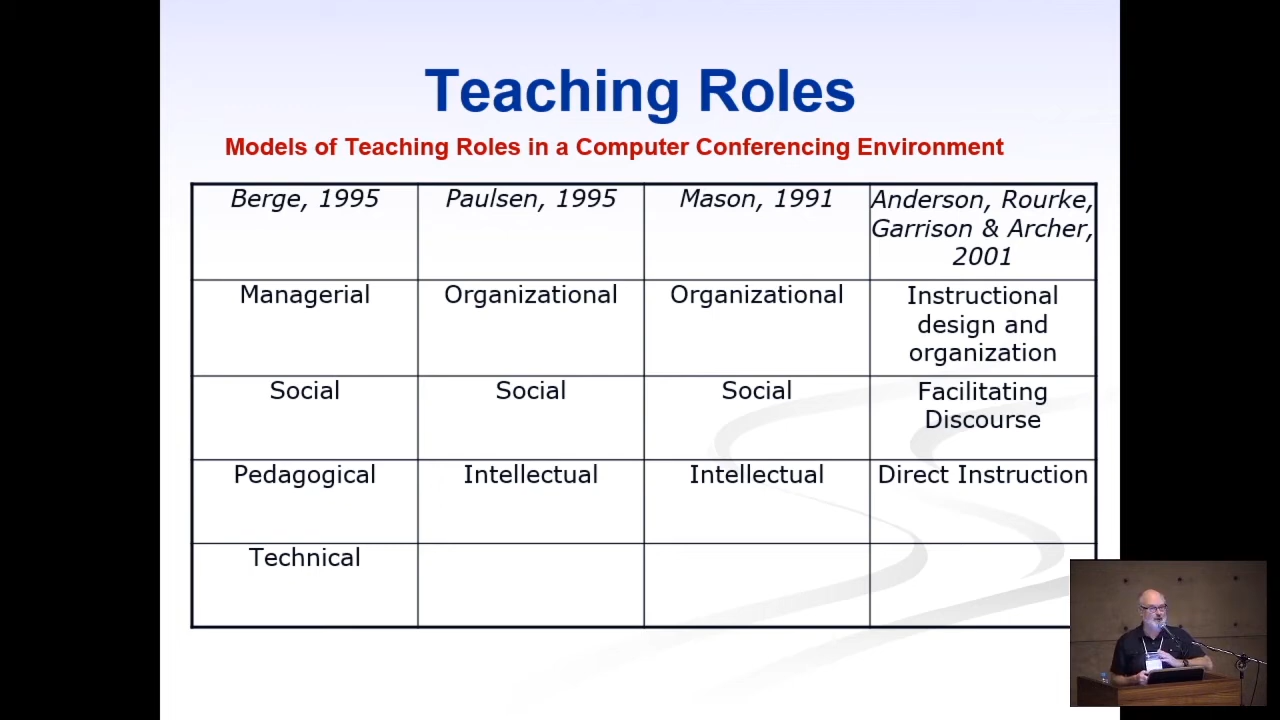 Teaching Roles
Models of Teaching Roles in a Computer Conferencing Environment
Berge, 1995
Paulsen, 1995
Mason, 1991
Anderson, Rourke,
Garrison & Archer,
2001
Managerial
Organizational
Organizational
Instructional
design and
organization
Social
Social
Social
Facilitating
Discourse
Pedagogical
Intellectual
Intellectual
Direct Instruction
Technical